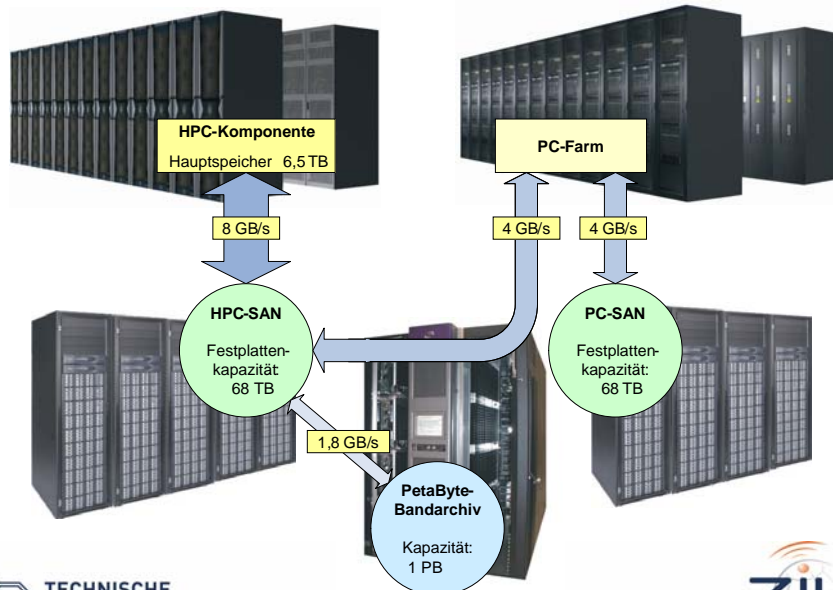 HPC-Komponente
Hauptspeicher 6,5 TB
PC-Farm
8 GB/s
4 GB/s
4 GB/s
HPC-SAN
Festplatten-
kapazität:
68 TB
PC-SAN
Festplatten-
kapazität:
68 TB
1,8 GB/s
PetaByte-
Bandarchiv
Kapazität:
1 PB
TECHNISCHE